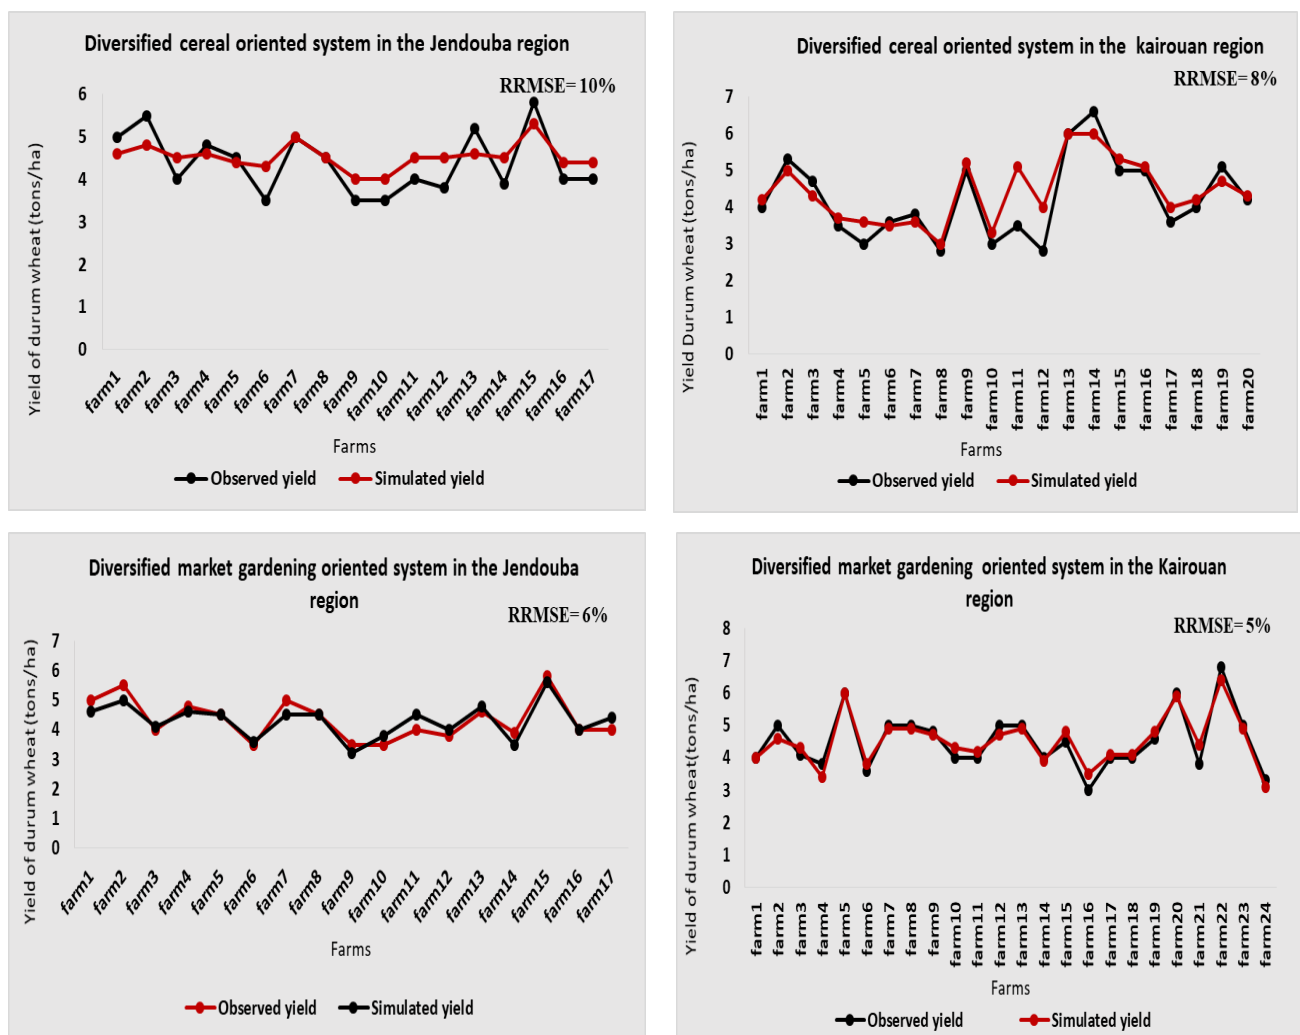 Diversified cereal oriented system in the Jendouba region
RRMSE= 10%
Yield of durum wheat (tons/ha)
6
5
4
3
2
1
0
farm1
farm2
farm3
farm4
farm5
farm6
farm7
farm8
farm9
farm10
farm11
farm12
farm13
farm14
farm15
farm16
farm17
Farms
Observed yield
Simulated yield
Diversified cereal oriented system in the kairouan region
RRMSE= 8%
Yield Durum wheat (tons/ha)
7
6
5
4
3
2
1
0
farm1
farm2
farm3
farm4
farm5
farm6
farm7
farm8
farm9
farm10
farm11
farm12
farm13
farm14
farm15
farm16
farm17
farm18
farm19
farm20
Farms
Observed yield
Simulated yield
Diversified market gardening oriented system in the Jendouba
region
RRMSE= 6%
Yield of durum wheat (tons/ha)
7
6
5
4
3
2
1
0
farm1
farm2
farm3
farm4
farm5
farm6
farm7
farm8
farm9
farm10
farm11
farm12
farm13
farm14
farm15
farm16
farm17
Farms
Observed yield
Simulated yield
Diversified market gardening oriented system in the Kairouan
region
RRMSE= 5%
Yield of durum wheat(tons/ha)
8
7
6
5
4
3
2
1
0
farm1
farm2
farm3
farm4
farm5
farm6
farm7
farm8
farm9
farm10
farm11
farm12
farm13
farm14
farm15
farm16
farm17
farm18
farm19
farm20
farm21
farm22
farm23
farm24
Farms
Observed yield
Simulated yield